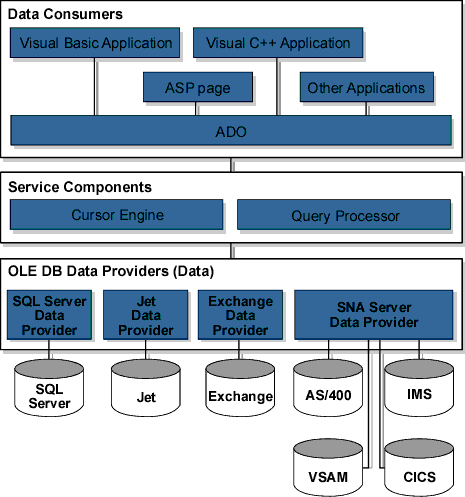 Data Consumers
Visual Basic Application
Visual C++ Application
ASP page
Other Applications
ADO
Service Components
Cursor Engine
Query Processor
OLE DB Data Providers (Data)
SQL Server
Data
Provider
Jet
Data
Provider
Exchange
Data
Provider
SNA Server
Data Provider
SQL
Server
Jet
Exchange
AS/400
IMS
VSAM
CICS